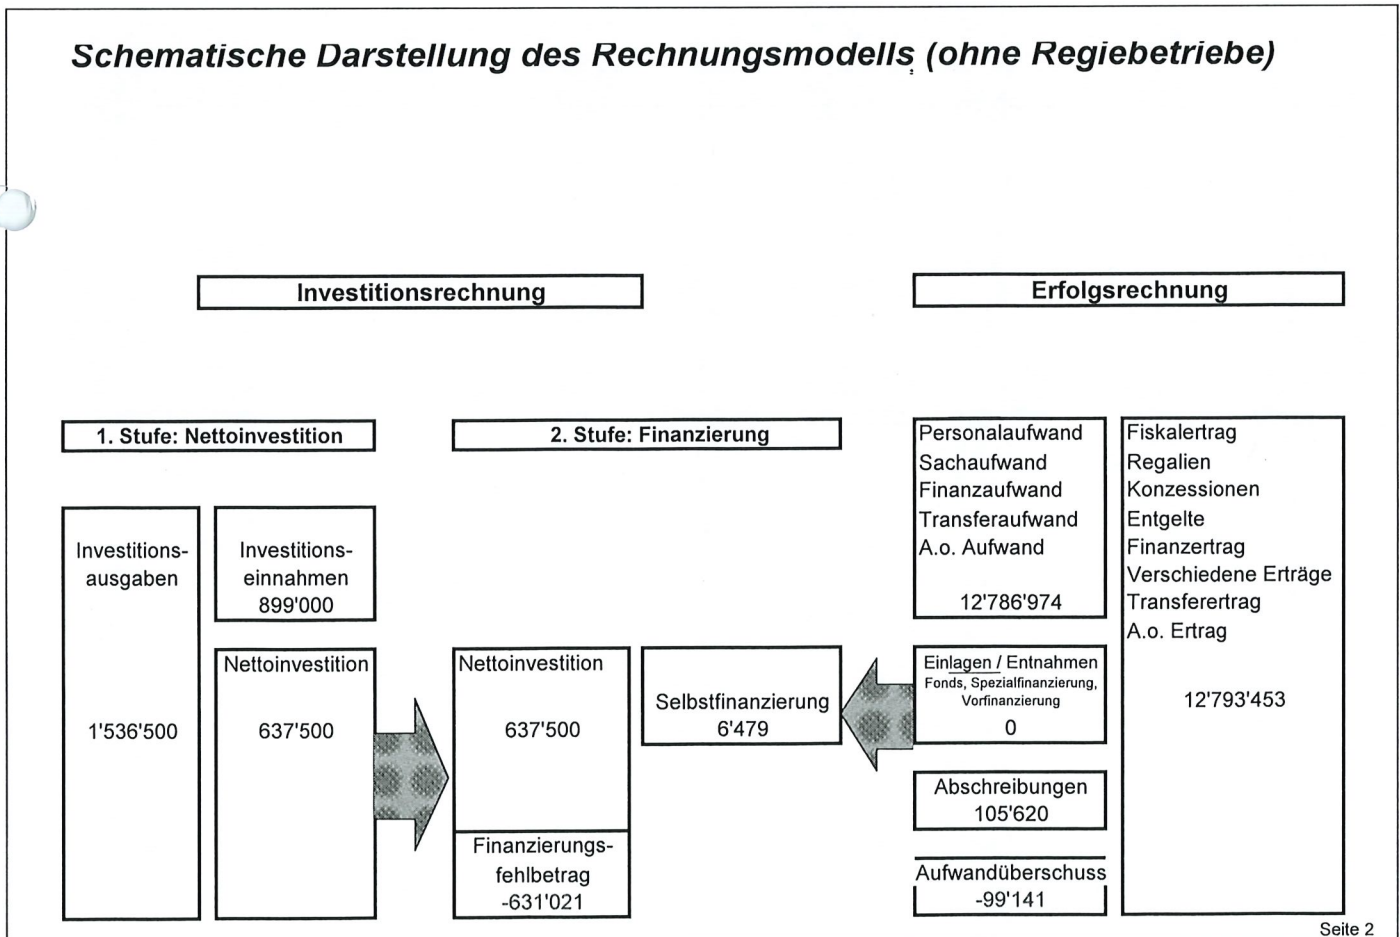 Schematische Darstellung des Rechnungsmodells (ohne Regiebetriebe)
Investitionsrechnung
Erfolgsrechnung
1. Stufe: Nettoinvestition
2. Stufe: Finanzierung
Investitions-
ausgaben
1'536'500
Investitions-
einnahmen
899'000
Nettoinvestition
637'500
Nettoinvestition
637'500
Finanzierungs-
fehlbetrag
-631'021
Selbstfinanzierung
6'479
Personalaufwand
Sachaufwand
Finanzaufwand
Transferaufwand
A.o. Aufwand
12'786'974
Einlagen / Entnahmen
Fonds, Spezialfinanzierung,
Vorfinanzierung
0
Abschreibungen
105'620
Aufwandüberschuss
-99'141
Fiskalertrag
Regalien
Konzessionen
Entgelte
Finanzertrag
Verschiedene Erträge
Transferertrag
A.o. Ertrag
12'793'453
Seite 2